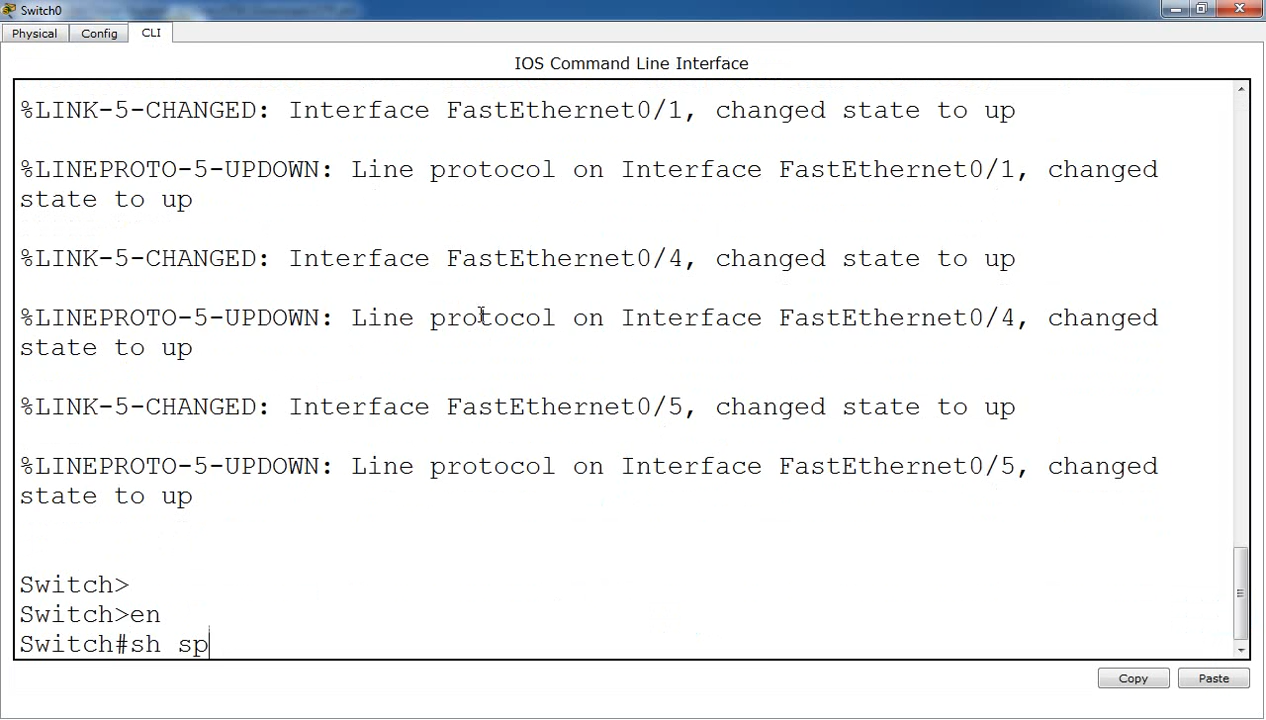 Switch0
Physical Config CLI
IOS Command Line Interface
%LINK-5-CHANGED: Interface FastEthernet0/1, changed state to up
%LINEPROTO-5-UPDOWN: Line protocol on Interface FastEthernet0/1, changed
state to up
%LINK-5-CHANGED: Interface FastEthernet0/4, changed state to up
%LINEPROTO-5-UPDOWN: Line protocol on Interface FastEthernet0/4, changed
state to up
%LINK-5-CHANGED: Interface FastEthernet0/5, changed state to up
%LINEPROTO-5-UPDOWN: Line protocol on Interface FastEthernet0/5, changed
state to up
Switch>
Switch>en
Switch#sh sp
Copy Paste